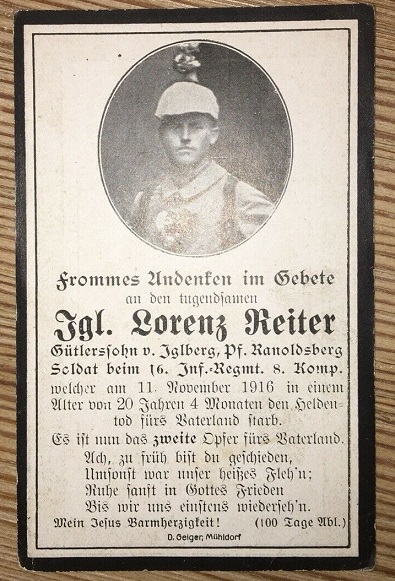 Frommes Andenken im Gebete
an den tugendsamen
Jgl. Lorenz Reiter
Gütlerssohn v. Iglberg, Pf. Ranoldsberg
Soldat beim 16. Inf.-Regmt. 8. Komp.
welcher am 11. November 1916 in einem
Alter von 20 Jahren 4 Monaten den Helden-
tod fürs Vaterland starb.
Es ist nun das zweite Opfer fürs Vaterland.
Ach, zu früh bist du geschieden,
Umsonst war unser heißes Fleh'n;
Ruhe sanft in Gottes Frieden
Bis wir uns einstens wiederseh'n.
Mein Jesus Barmherzigkeit! (100 Tage Abl.)
D. Geiger, Mühldorf